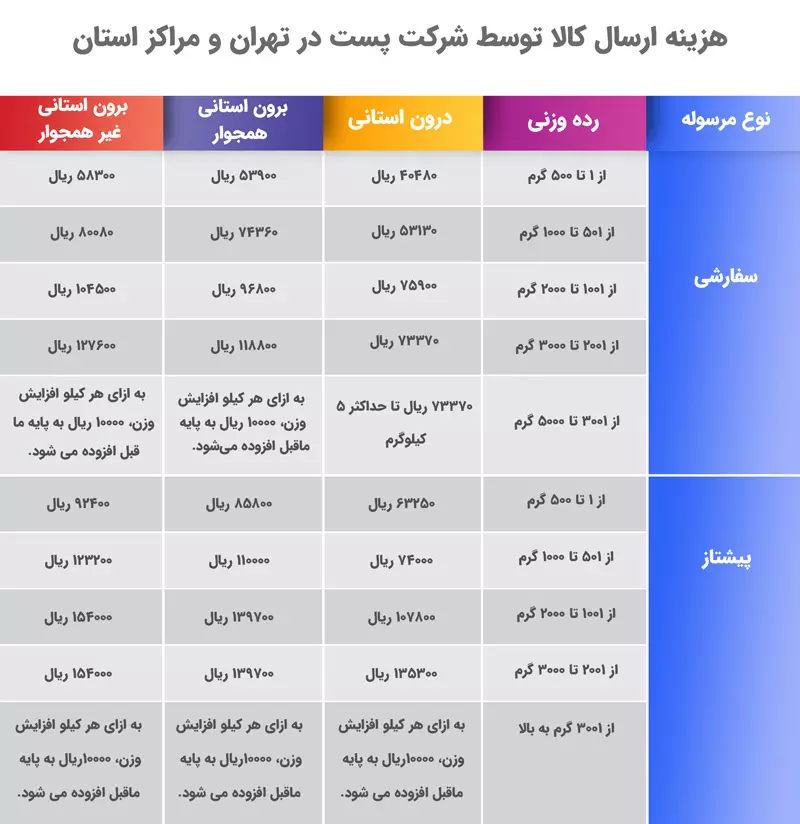 هزینه ارسال کالا توسط شرکت پست در تهران و مراکز استان
نوع مرسوله
رده وزنی
درون استانی
برون استانی
همجوار
برون استانی
غیر همجوار
سفارشی
از ۱ تا ۵۰۰ گرم
۴۰۴۸۰ ریال
۵۳۹۰۰ ریال
۵۸۳۰۰ ریال
از ۵۰۱ تا ۱۰۰۰ گرم
۵۳۱۳۰ ریال
۷۴۳۶۰ ریال
۸۰۰۸۰ ریال
از ۱۰۰۱ تا ۲۰۰۰ گرم
۷۵۹۰۰ ریال
۹۶۸۰۰ ریال
۱۰۴۵۰۰ ریال
از ۲۰۰۱ تا ۳۰۰۰ گرم
۷۳۳۷۰ ریال
۱۱۸۸۰۰ ریال
۱۲۷۶۰۰ ریال
از ۳۰۰۱ تا ۵۰۰۰ گرم
۷۳۳۷۰ ریال تا حداکثر ۵
کیلوگرم
به ازای هر کیلو افزایش
وزن، ۱۰۰۰۰ ریال به پایه
ماقبل افزوده می‌شود.
به ازای هر کیلو افزایش
وزن، ۱۰۰۰۰ ریال به پایه ما
قبل افزوده می شود.
پیشتاز
از ۱ تا ۵۰۰ گرم
۶۳۲۵۰ ریال
۸۵۸۰۰ ریال
۹۲۴۰۰ ریال
از ۵۰۱ تا ۱۰۰۰ گرم
۷۴۰۰۰ ریال
۱۱۰۰۰۰ ریال
۱۲۳۲۰۰ ریال
از ۱۰۰۱ تا ۲۰۰۰ گرم
۱۰۷۸۰۰ ریال
۱۳۹۷۰۰ ریال
۱۵۴۰۰۰ ریال
از ۲۰۰۱ تا ۳۰۰۰ گرم
۱۳۵۳۰۰ ریال
۱۳۹۷۰۰ ریال
۱۵۴۰۰۰ ریال
از ۳۰۰۱ گرم به بالا
به ازای هر کیلو افزایش
وزن، ۱۰۰۰۰ریال به پایه
ماقبل افزوده می شود.
به ازای هر کیلو افزایش
وزن، ۱۰۰۰۰ریال به پایه
ماقبل افزوده می شود.
به ازای هر کیلو افزایش
وزن، ۱۰۰۰۰ریال به پایه
ماقبل افزوده می شود.